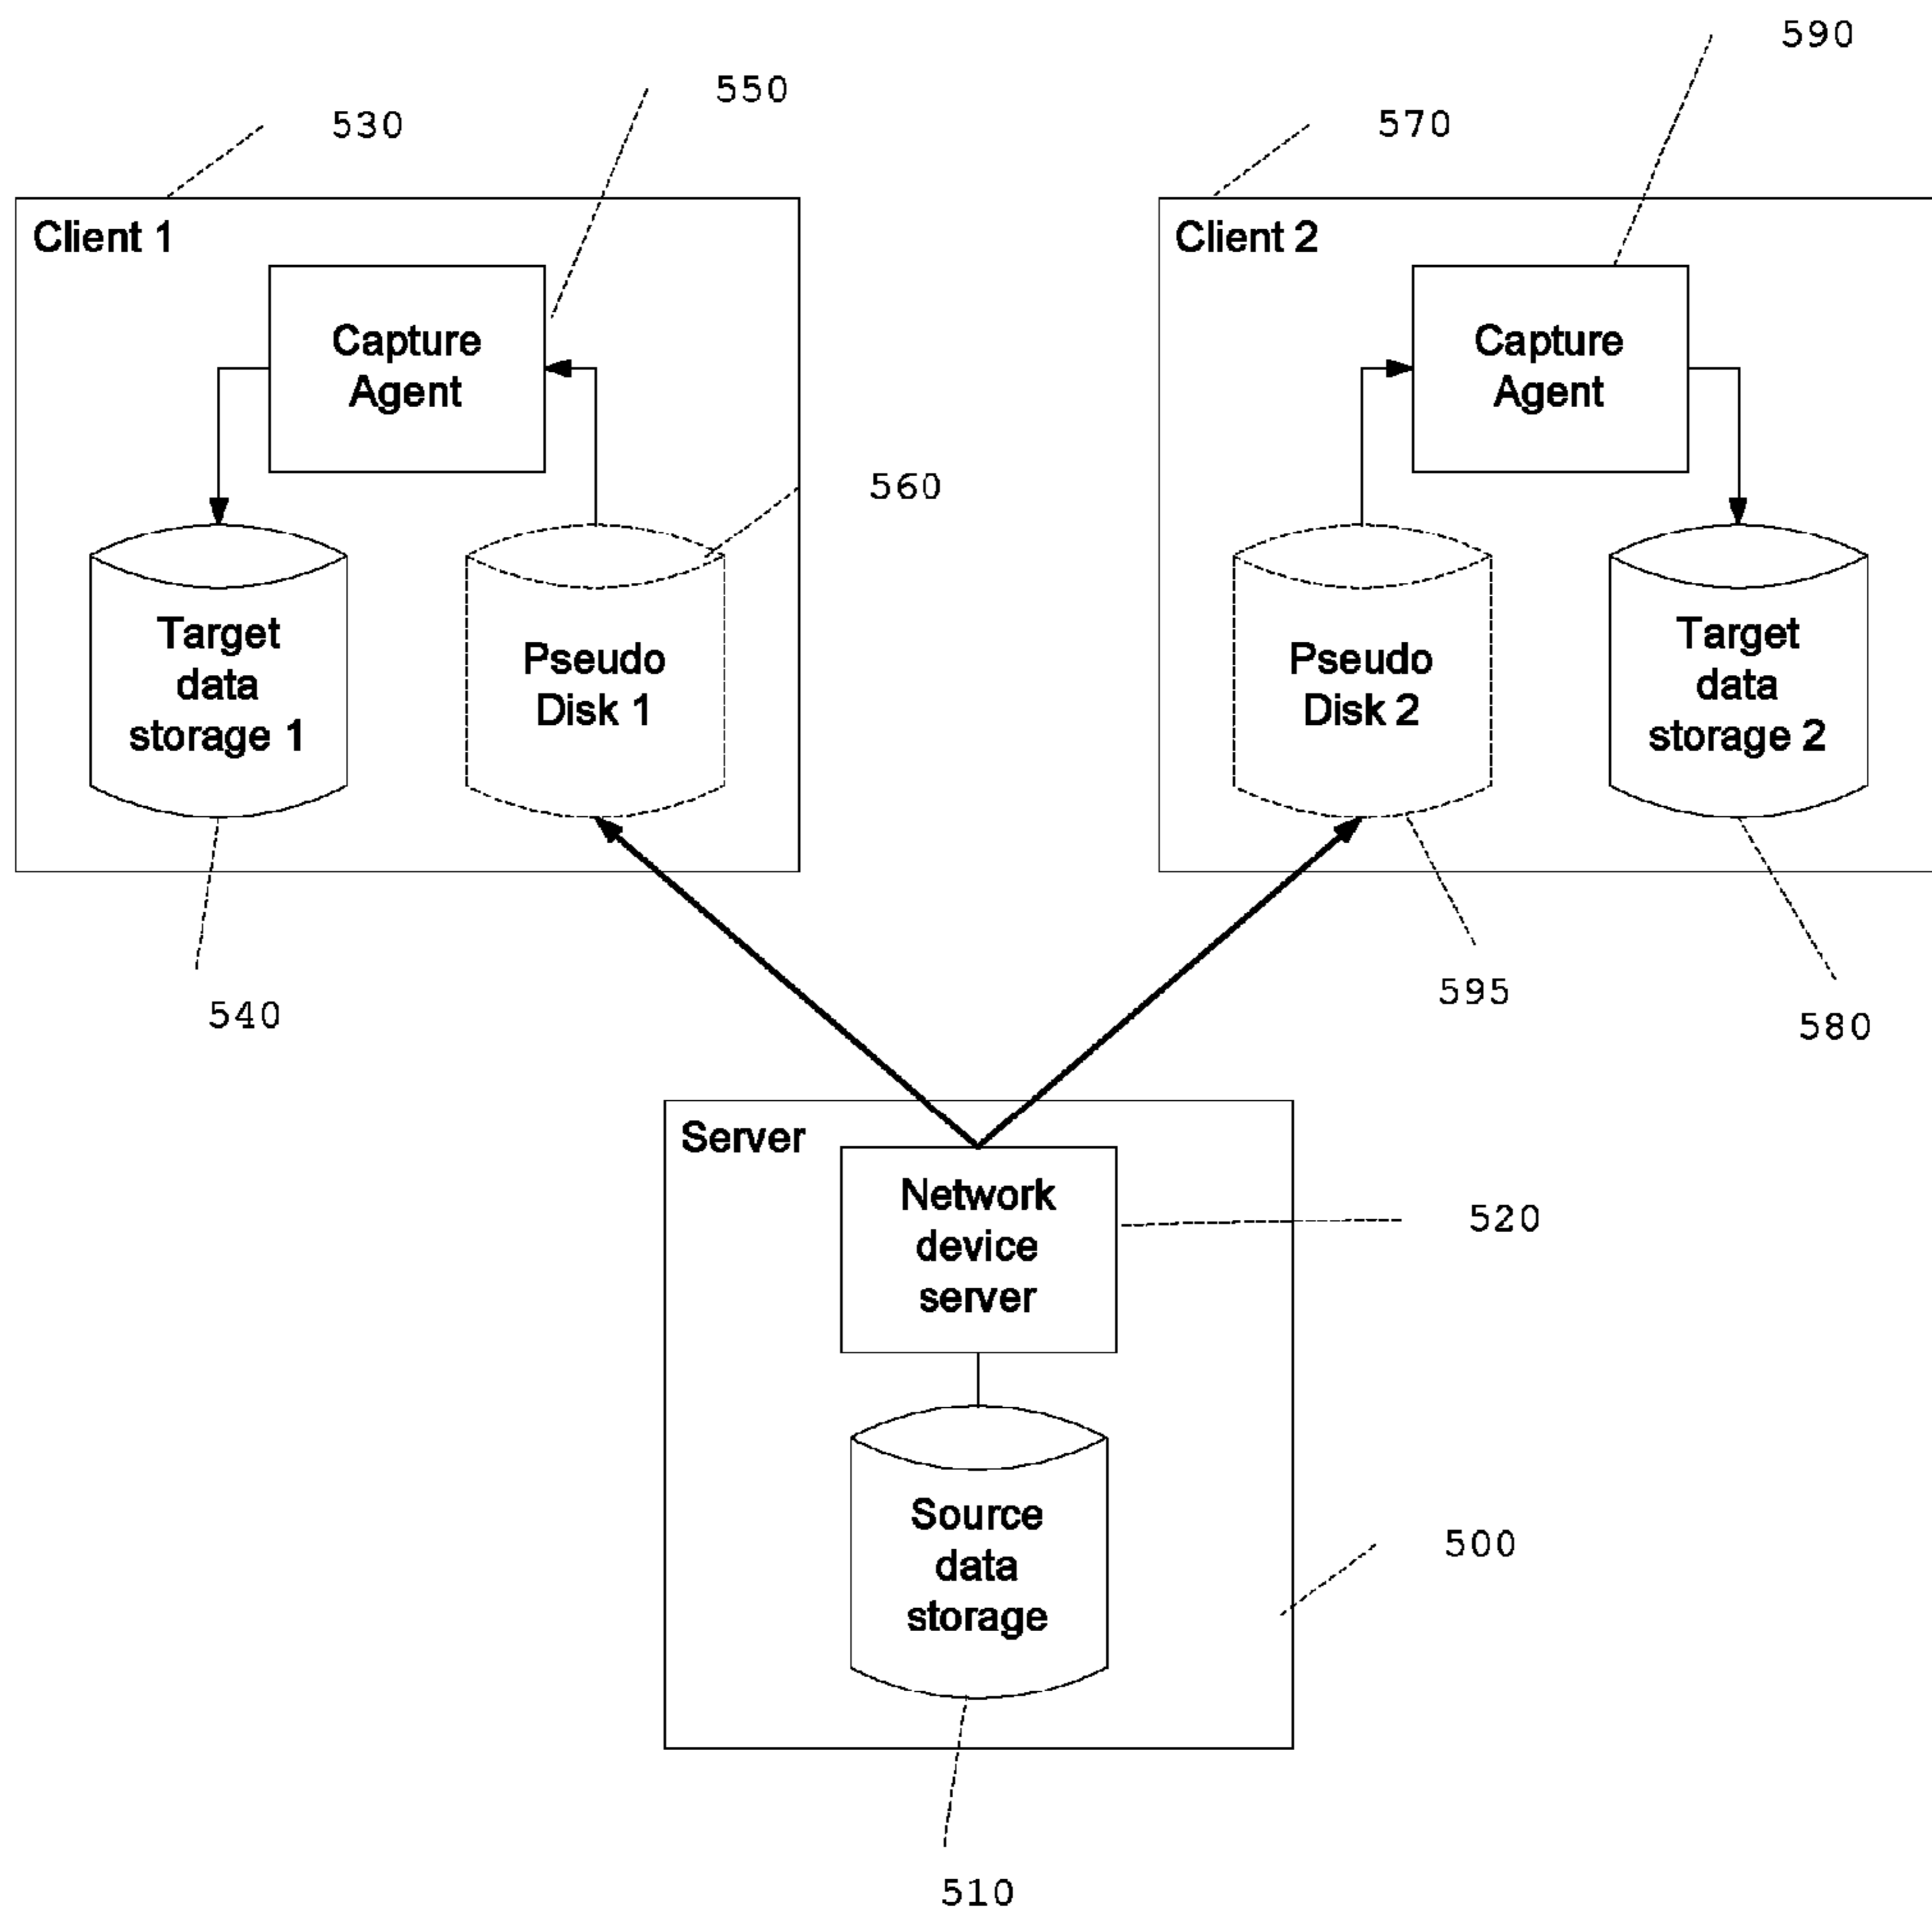 590
550
530
570
Client 1
Client 2
Capture
Agent
Capture
Agent
560
Target
data
storage 1
Pseudo
Disk 1
Pseudo
Disk 2
Target
data
storage 2
595
540
580
Server
Network
device
server
520
Source
data
storage
500
510